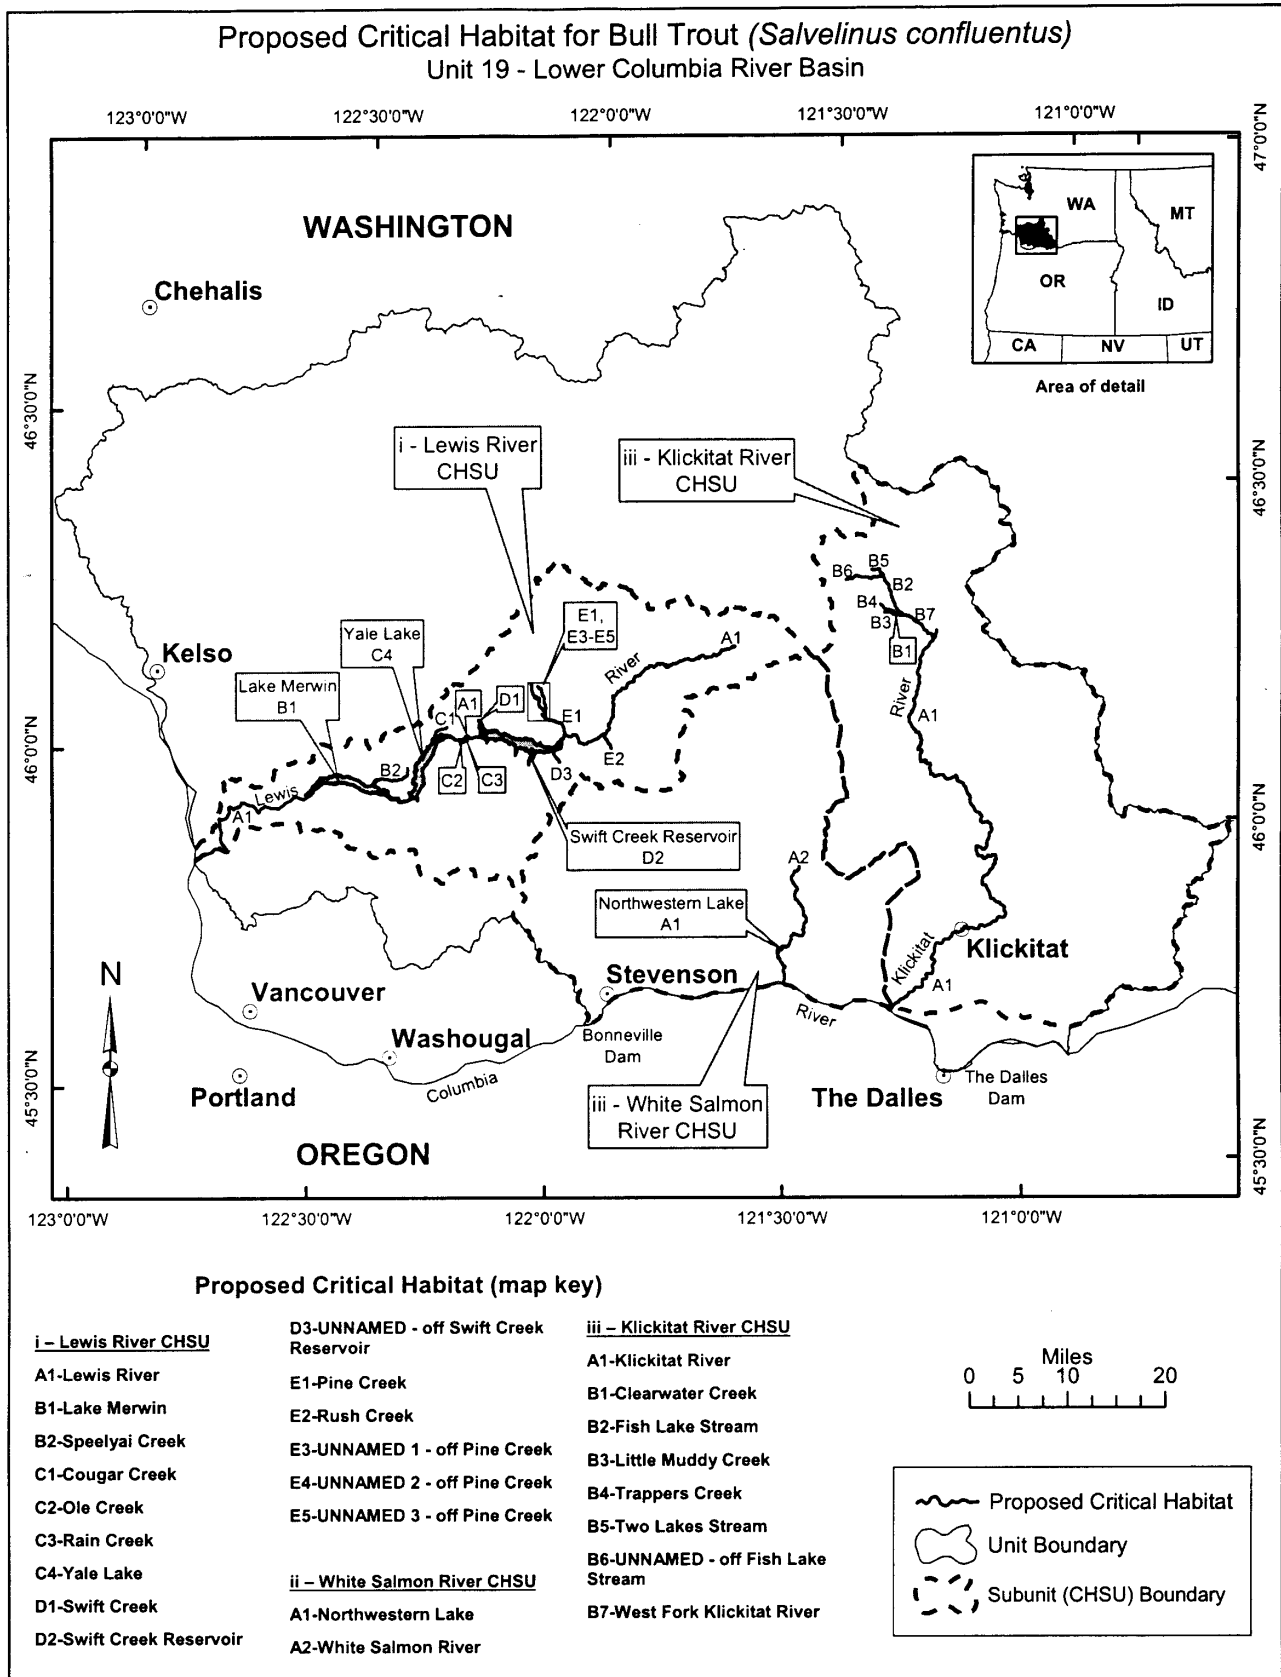 Proposed Critical Habitat for Bull Trout (Salvelinus confluentus)
Unit 19 - Lower Columbia River Basin
123°0'0"W
122°30'0"W
122°0'0"W
121°30'0"W
121°0'0"W
47°0'0"N
WASHINGTON
Chehalis
WA
MT
OR
ID
CA
NV
UT
Area of detail
46°30'0"N
46°30'0"N
i - Lewis River
CHSU
iii - Klickitat River
CHSU
B5
B6
B2
B4
B7
B3
B1
E1,
E3-E5
A1
River
Yale Lake
C4
Kelso
Lake Merwin
B1
A1
D1
C1
E1
River
A1
46°0'0"N
E2
D3
B2
C2
C3
Lewis
A1
46°0'0"N
Swift Creek Reservoir
D2
A2
Northwestern Lake
A1
Klickitat
Klickitat
N
Stevenson
A1
Vancouver
River
Washougal
Bonneville
Dam
Columbia
Portland
The Dalles
The Dalles
Dam
45°30'0"N
iii - White Salmon
River CHSU
OREGON
45°30'0"N
123°0'0"W
122°30'0"W
122°0'0"W
121°30'0"W
121°0'0"W
Proposed Critical Habitat (map key)
i – Lewis River CHSU
A1-Lewis River
B1-Lake Merwin
B2-Speelyai Creek
C1-Cougar Creek
C2-Ole Creek
C3-Rain Creek
C4-Yale Lake
D1-Swift Creek
D2-Swift Creek Reservoir
D3-UNNAMED - off Swift Creek
Reservoir
E1-Pine Creek
E2-Rush Creek
E3-UNNAMED 1 - off Pine Creek
E4-UNNAMED 2 - off Pine Creek
E5-UNNAMED 3 - off Pine Creek
ii – White Salmon River CHSU
A1-Northwestern Lake
A2-White Salmon River
iii – Klickitat River CHSU
A1-Klickitat River
B1-Clearwater Creek
B2-Fish Lake Stream
B3-Little Muddy Creek
B4-Trappers Creek
B5-Two Lakes Stream
B6-UNNAMED - off Fish Lake
Stream
B7-West Fork Klickitat River
Miles
0 5 10 20
Proposed Critical Habitat
Unit Boundary
Subunit (CHSU) Boundary